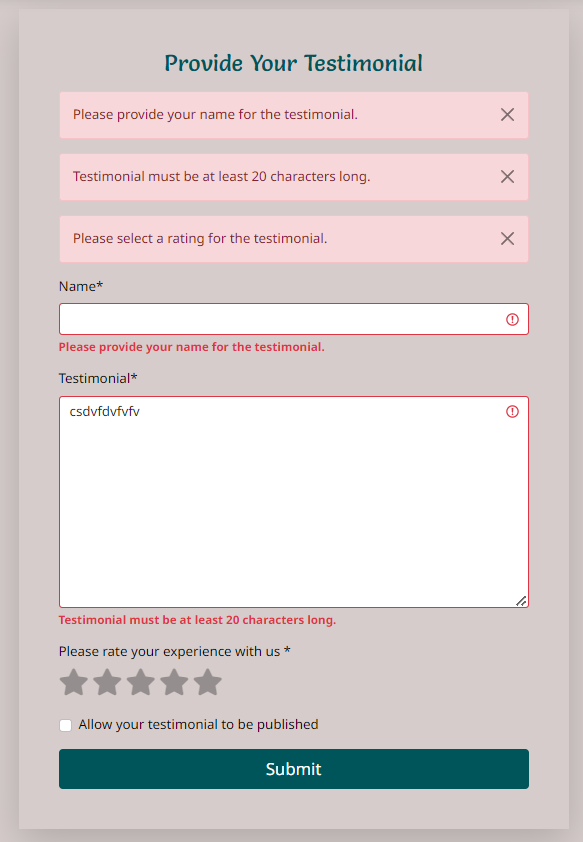 Provide Your Testimonial
Please provide your name for the testimonial.
Testimonial must be at least 20 characters long.
Please select a rating for the testimonial.
Name*
Please provide your name for the testimonial.
Testimonial*
csdvfdvfvfv
Testimonial must be at least 20 characters long.
Please rate your experience with us *
Allow your testimonial to be published
Submit